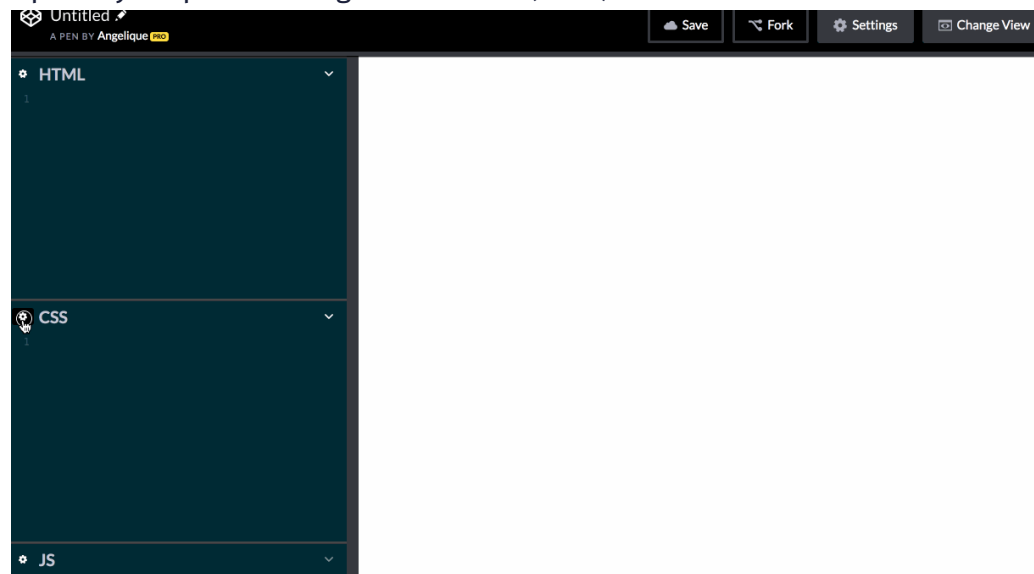 Untitled
A PEN BY Angelique PRO
Save
Fork
Settings
Change View
HTML
1
CSS
1
JS